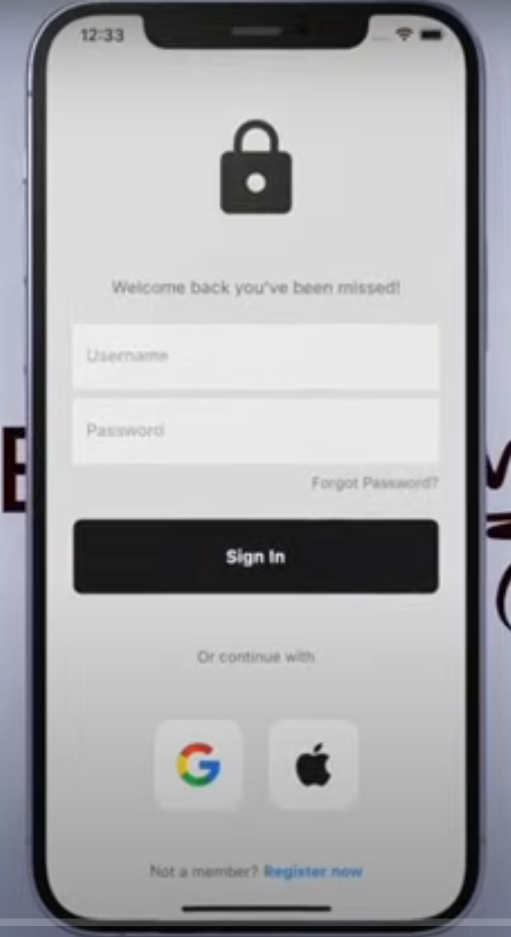 12:33
Welcome back you've been missed!
Username
Password
Forgot Password?
Sign In
Or continue with
Not a member? Register now